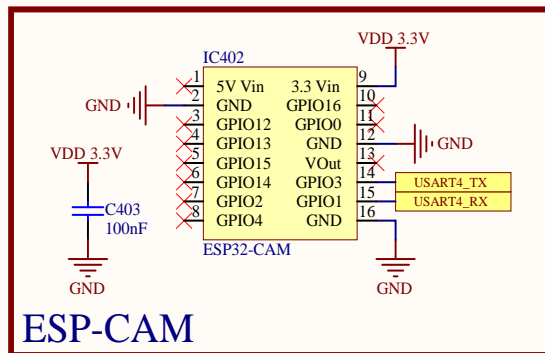 IC402
VDD 3.3V
1 5V Vin 3.3 Vin 9
2 GND GPIO16 10
3 GPIO12 GPIO0 11
4 GPIO13 GND 12
5 GPIO15 VOut 13
6 GPIO14 GPIO3 14
7 GPIO2 GPIO1 15
8 GPIO4 GND 16
ESP32-CAM
GND
GND
USART4_TX
USART4_RX
GND
VDD 3.3V
C403
100nF
GND
ESP-CAM